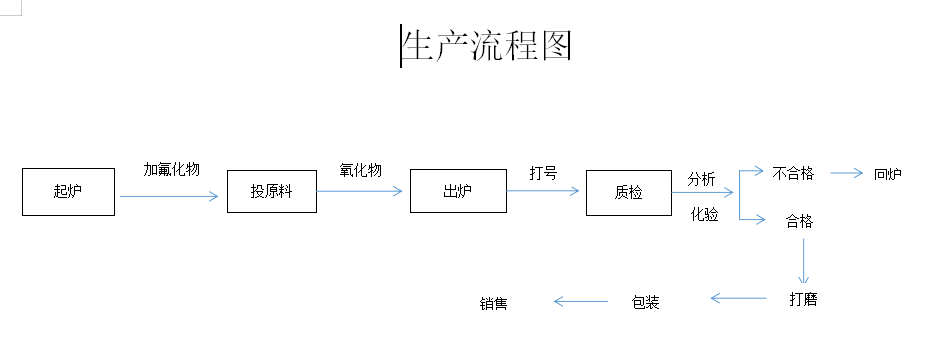 生产流程图
起炉
加氟化物
投原料
氧化物
出炉
打号
质检
分析
化验
不合格
回炉
合格
打磨
包装
销售